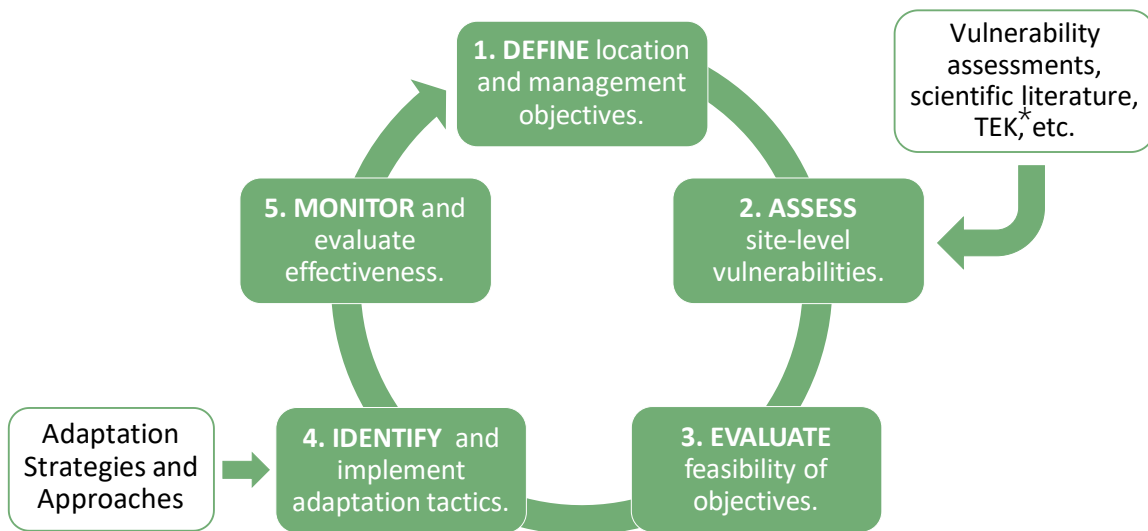 1. DEFINE location
and management
objectives.
Vulnerability
assessments,
scientific literature,
TEK,* etc.
2. ASSESS
site-level
vulnerabilities.
3. EVALUATE
feasibility of
objectives.
4. IDENTIFY and
implement
adaptation tactics.
Adaptation
Strategies and
Approaches
5. MONITOR and
evaluate
effectiveness.